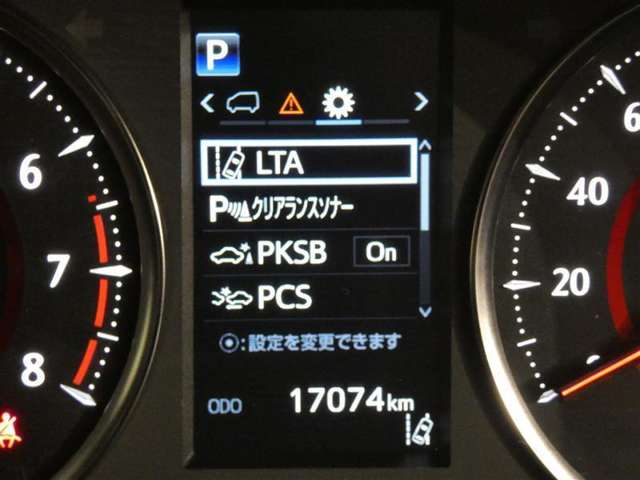 P
LTA
Pクリアランスソナー
PKSB On
PCS
:設定を変更できます
ODO 17074km
6
7
8
6
40
20